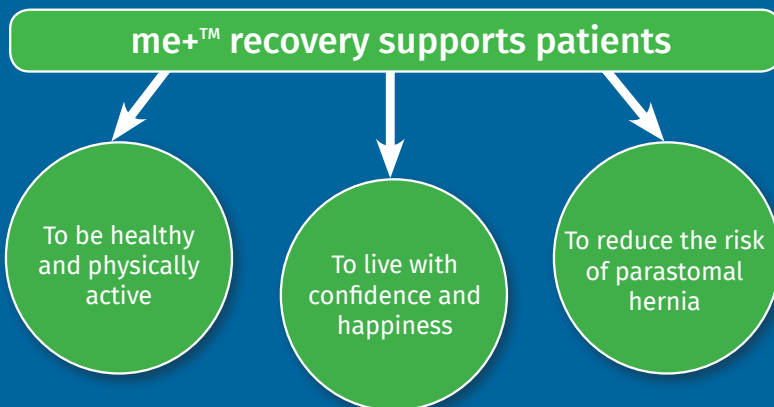 me+™ recovery supports patients
To be healthy
and physically
active
To live with
confidence and
happiness
To reduce the risk
of parastomal
hernia